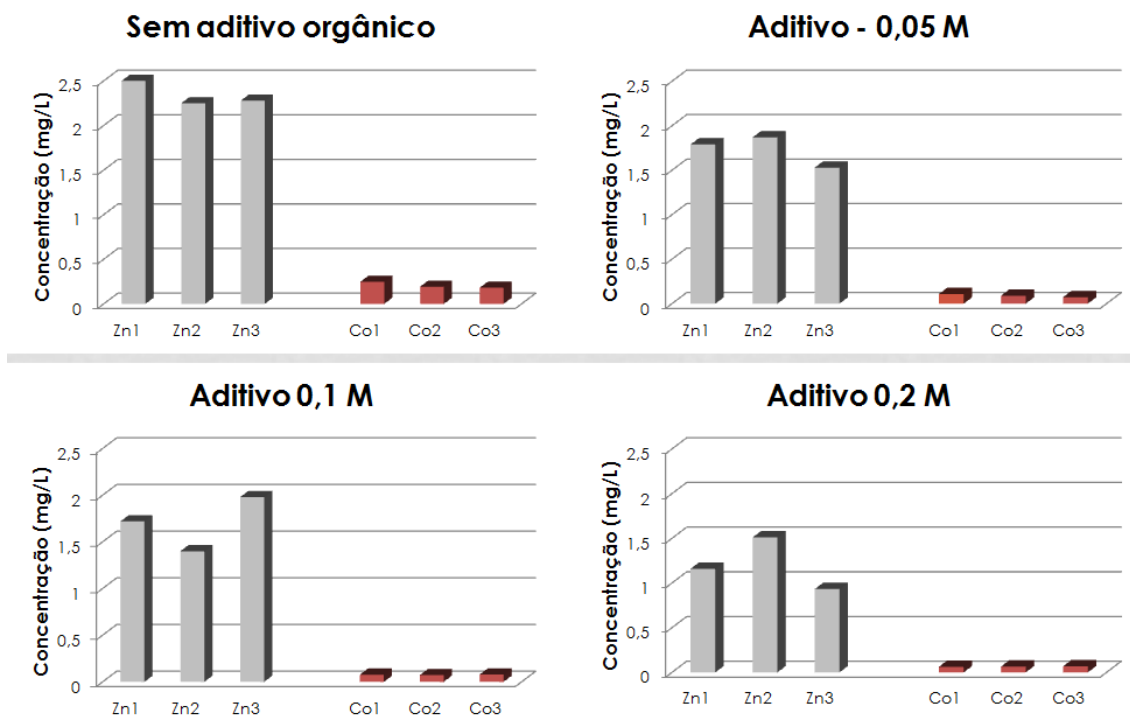 Sem aditivo orgânico
Concentração (mg/L)
2,5
2
1,5
1
0,5
0
Zn1 Zn2 Zn3 Co1 Co2 Co3
Aditivo - 0,05 M
Concentração (mg/L)
2,5
2
1,5
1
0,5
0
Zn1 Zn2 Zn3 Co1 Co2 Co3
Aditivo 0,1 M
Concentração (mg/L)
2,5
2
1,5
1
0,5
0
Zn1 Zn2 Zn3 Co1 Co2 Co3
Aditivo 0,2 M
Concentração (mg/L)
2,5
2
1,5
1
0,5
0
Zn1 Zn2 Zn3 Co1 Co2 Co3